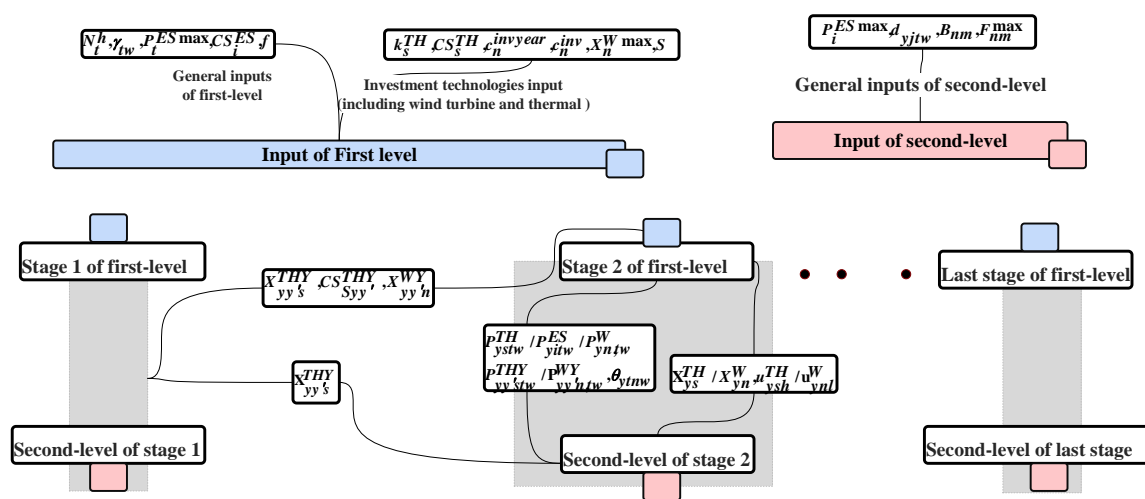 N_t^h,γ_tw,P_t^ES max,CS_i^ES,f
k_s^TH,CS_s^TH,c_n^invyear,c_n^inv,X_n^W max,S
P_i^ES max,d_yjtw,B_nm,F_nm^max
General inputs
of first-level
Investment technologies input
(including wind turbine and thermal )
General inputs of second-level
Input of First level
Input of second-level
Stage 1 of first-level
Stage 2 of first-level
Last stage of first-level
X_yy's^THY,CS_Syy'^THY,X_yy'n^WY
P_ystw^TH /P_yitw^ES /P_yn,tw^W
P_yy'stw^THY /P_yy'n,tw^WY,θ_ytnw
X_ys^TH / X_yn^W,u_ysh^TH /u_ynl^W
X_yy's^THY
Second-level of stage 1
Second-level of stage 2
Second-level of last stage